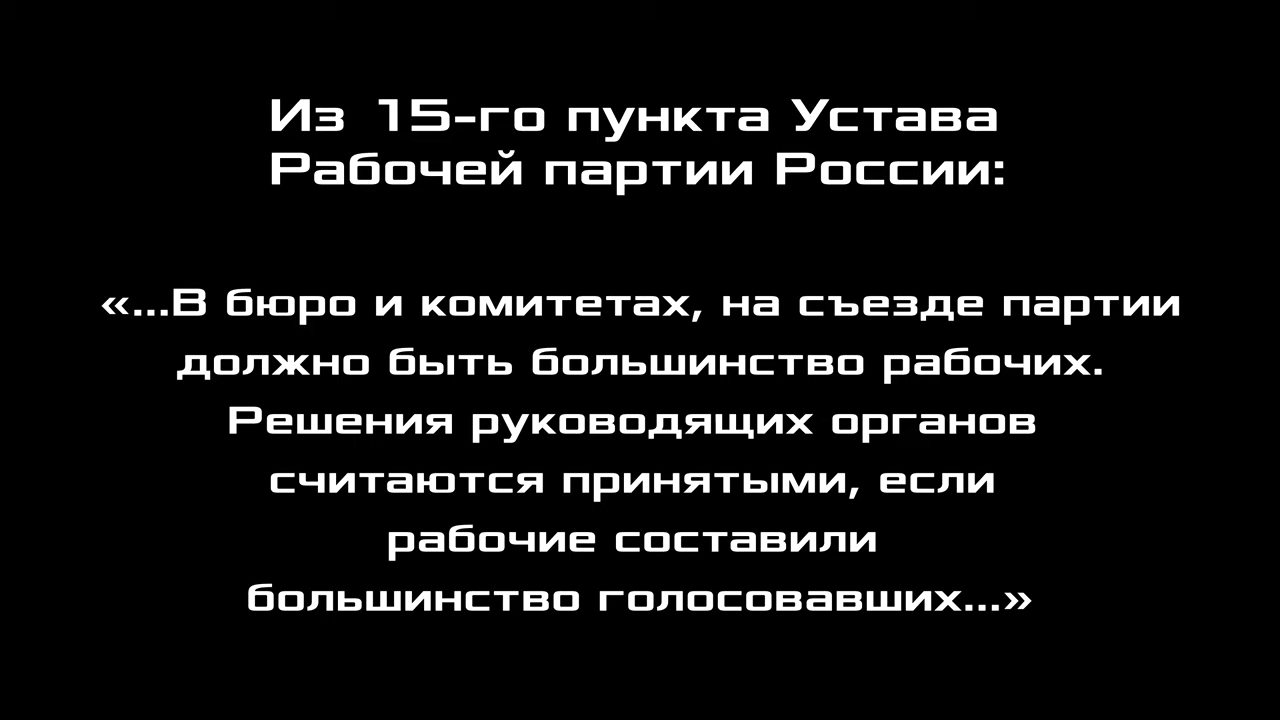 Из 15-го пункта Устава
Рабочей партии России:
«...В бюро и комитетах, на съезде партии
должно быть большинство рабочих.
Решения руководящих органов
считаются принятыми, если
рабочие составили
большинство голосовавших...»